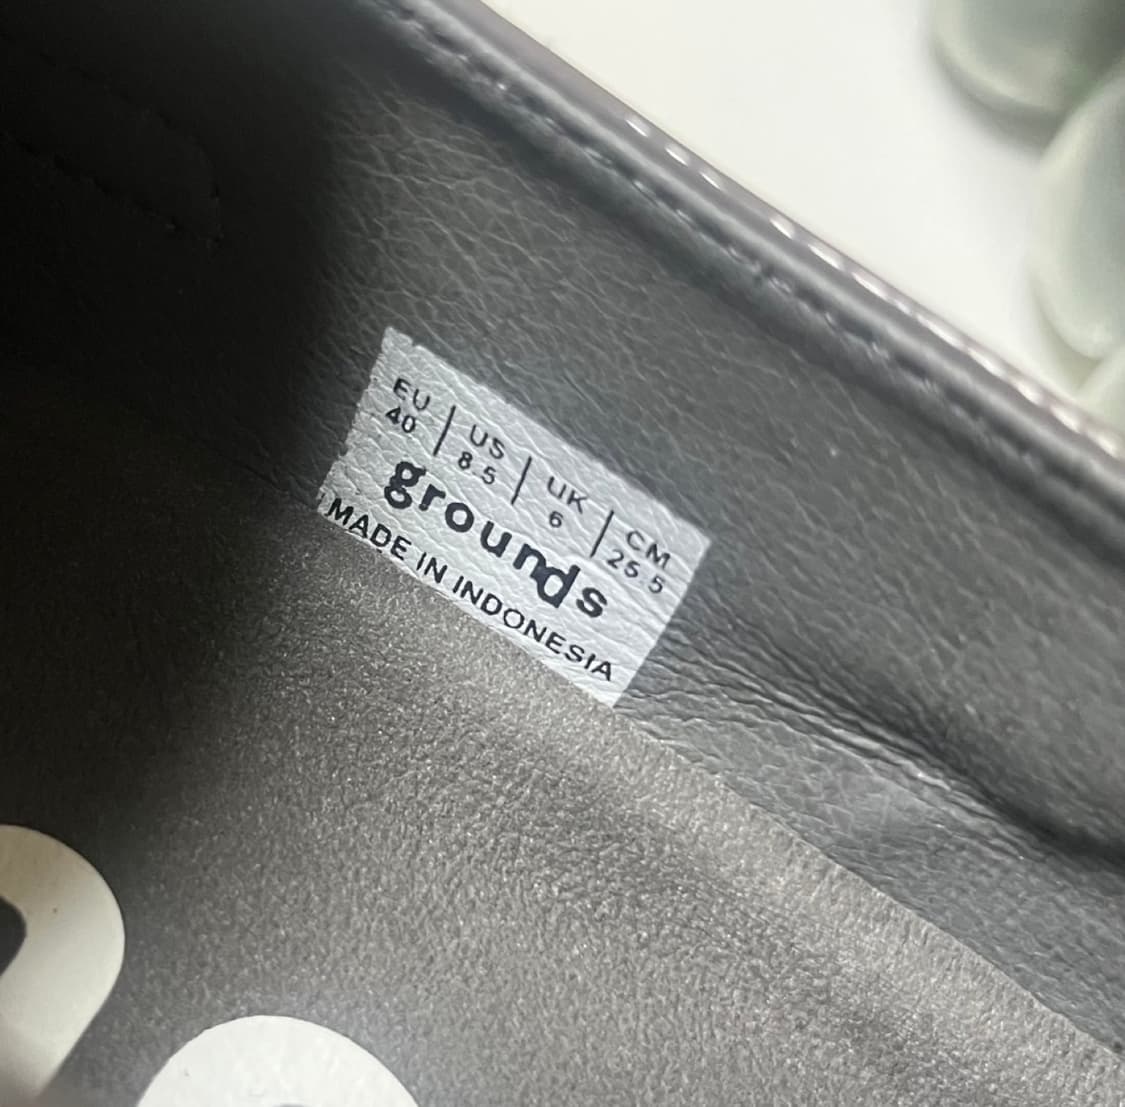 EU | US | UK | CM
40 | 8.5 | 6 | 25.5
grounds
MADE IN INDONESIA